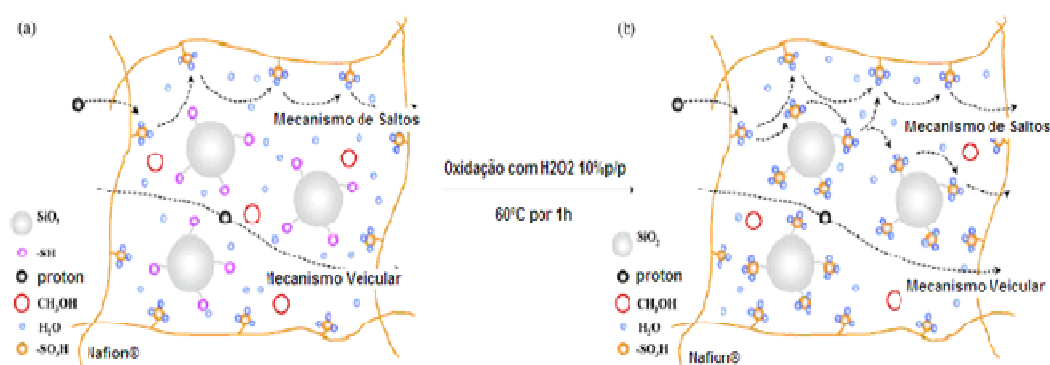 (a)
Mecanismo de Saltos
SiO2
-SH
proton
CH3OH
H2O
-SO3H
Mecanismo Veicular
Nafion®
Oxidação com H2O2 10%p/p
60ºC por 1h
(b)
Mecanismo de Saltos
SiO2
proton
CH3OH
H2O
-SO3H
Mecanismo Veicular
Nafion®